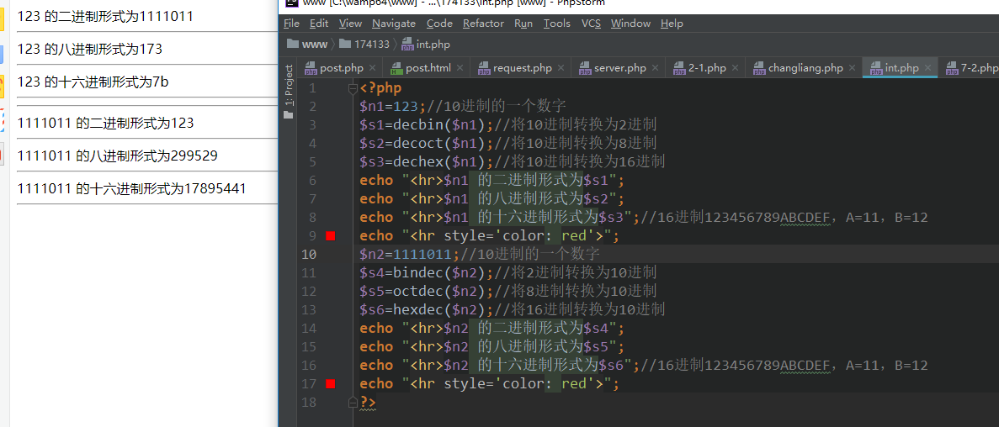 123 的二进制形式为1111011
123 的八进制形式为173
123 的十六进制形式为7b
1111011 的二进制形式为123
1111011 的八进制形式为299529
1111011 的十六进制形式为17895441
www [C:\wamp64\www] - ...\174133\int.php [www] - PhpStorm
File Edit View Navigate Code Refactor Run Tools VCS Window Help
www 174133 int.php
post.php post.html request.php server.php 2-1.php changliang.php int.php 7-2.php
1: Project
1 <?php
2 $n1=123;//10进制的一个数字
3 $s1=decbin($n1);//将10进制转换为2进制
4 $s2=decoct($n1);//将10进制转换为8进制
5 $s3=dechex($n1);//将10进制转换为16进制
6 echo "<hr>$n1 的二进制形式为$s1";
7 echo "<hr>$n1 的八进制形式为$s2";
8 echo "<hr>$n1 的十六进制形式为$s3";//16进制123456789ABCDEF，A=11，B=12
9 echo "<hr style='color: red'>";
10 $n2=1111011;//10进制的一个数字
11 $s4=bindec($n2);//将2进制转换为10进制
12 $s5=octdec($n2);//将8进制转换为10进制
13 $s6=hexdec($n2);//将16进制转换为10进制
14 echo "<hr>$n2 的二进制形式为$s4";
15 echo "<hr>$n2 的八进制形式为$s5";
16 echo "<hr>$n2 的十六进制形式为$s6";//16进制123456789ABCDEF，A=11，B=12
17 echo "<hr style='color: red'>";
18 ?>